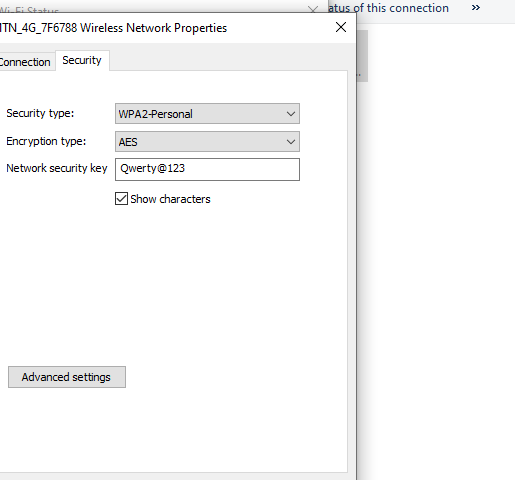 Wi-Fi Status
atus of this connection »
MTN_4G_7F6788 Wireless Network Properties
Connection Security
...
Security type: WPA2-Personal
Encryption type: AES
Network security key Qwerty@123
Show characters
Advanced settings